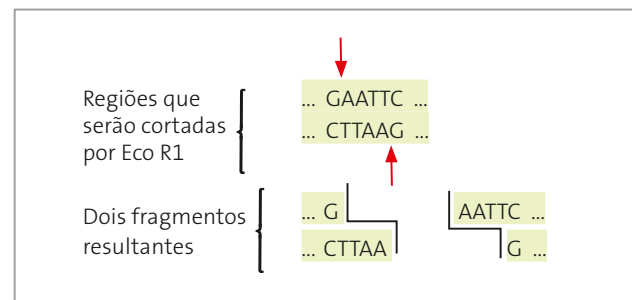 Regiões que
serão cortadas
por Eco R1
... GAATTC ...
... CTTAAG ...
Dois fragmentos
resultantes
... G
... CTTAA
AATTC ...
G ...